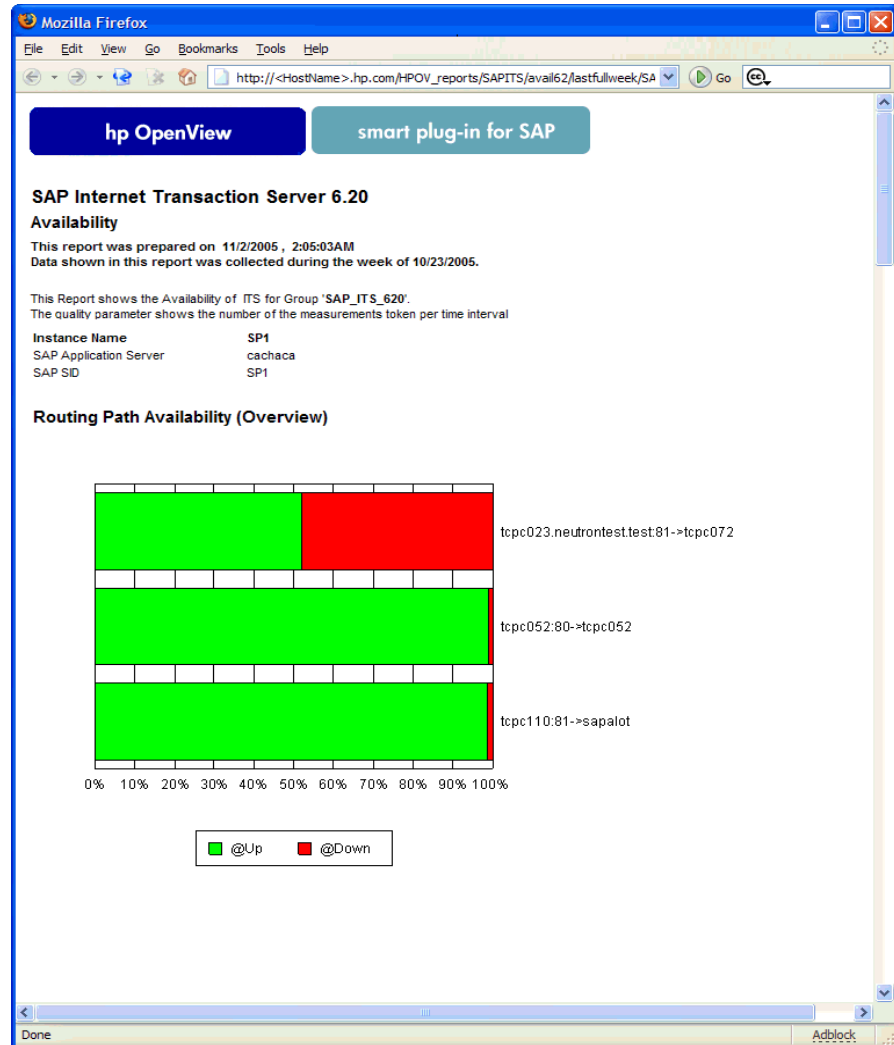 Mozilla Firefox
File Edit View Go Bookmarks Tools Help
http://<HostName>.hp.com/HPOV_reports/SAPITS/avail62/lastfullweek/SA Go
hp OpenView smart plug-in for SAP
SAP Internet Transaction Server 6.20
Availability
This report was prepared on 11/2/2005 , 2:05:03AM
Data shown in this report was collected during the week of 10/23/2005.
This Report shows the Availability of ITS for Group 'SAP_ITS_620'.
The quality parameter shows the number of the measurements token per time interval
Instance Name SP1
SAP Application Server cachaca
SAP SID SP1
Routing Path Availability (Overview)
tcpc023.neutrontest.test:81->tcpc072
tcpc052:80->tcpc052
tcpc110:81->sapalot
0% 10% 20% 30% 40% 50% 60% 70% 80% 90% 100%
@Up @Down
Done Adblock